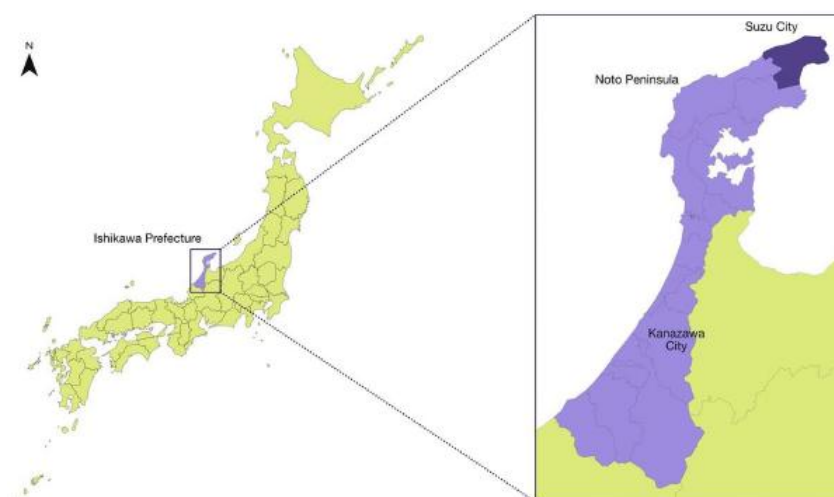 N
Ishikawa Prefecture
Suzu City
Noto Peninsula
Kanazawa
City